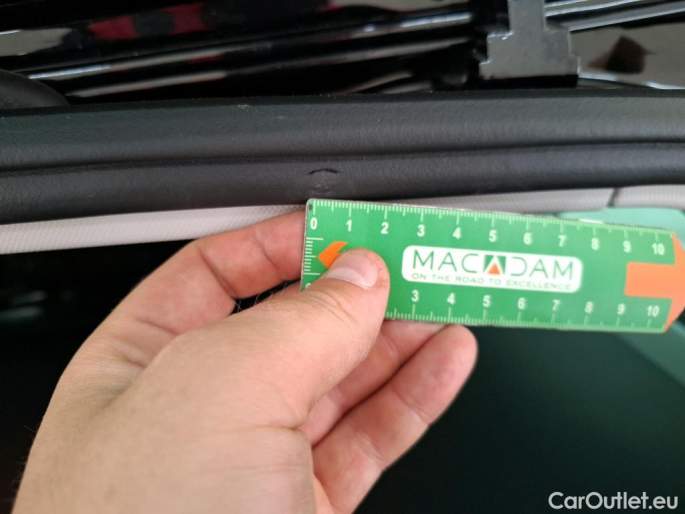 0 1 2 3 4 5 6 7 8 9 10
MACADAM
ON THE ROAD TO EXCELLENCE
3 4 5 6 7 8 9 10
CarOutlet.eu